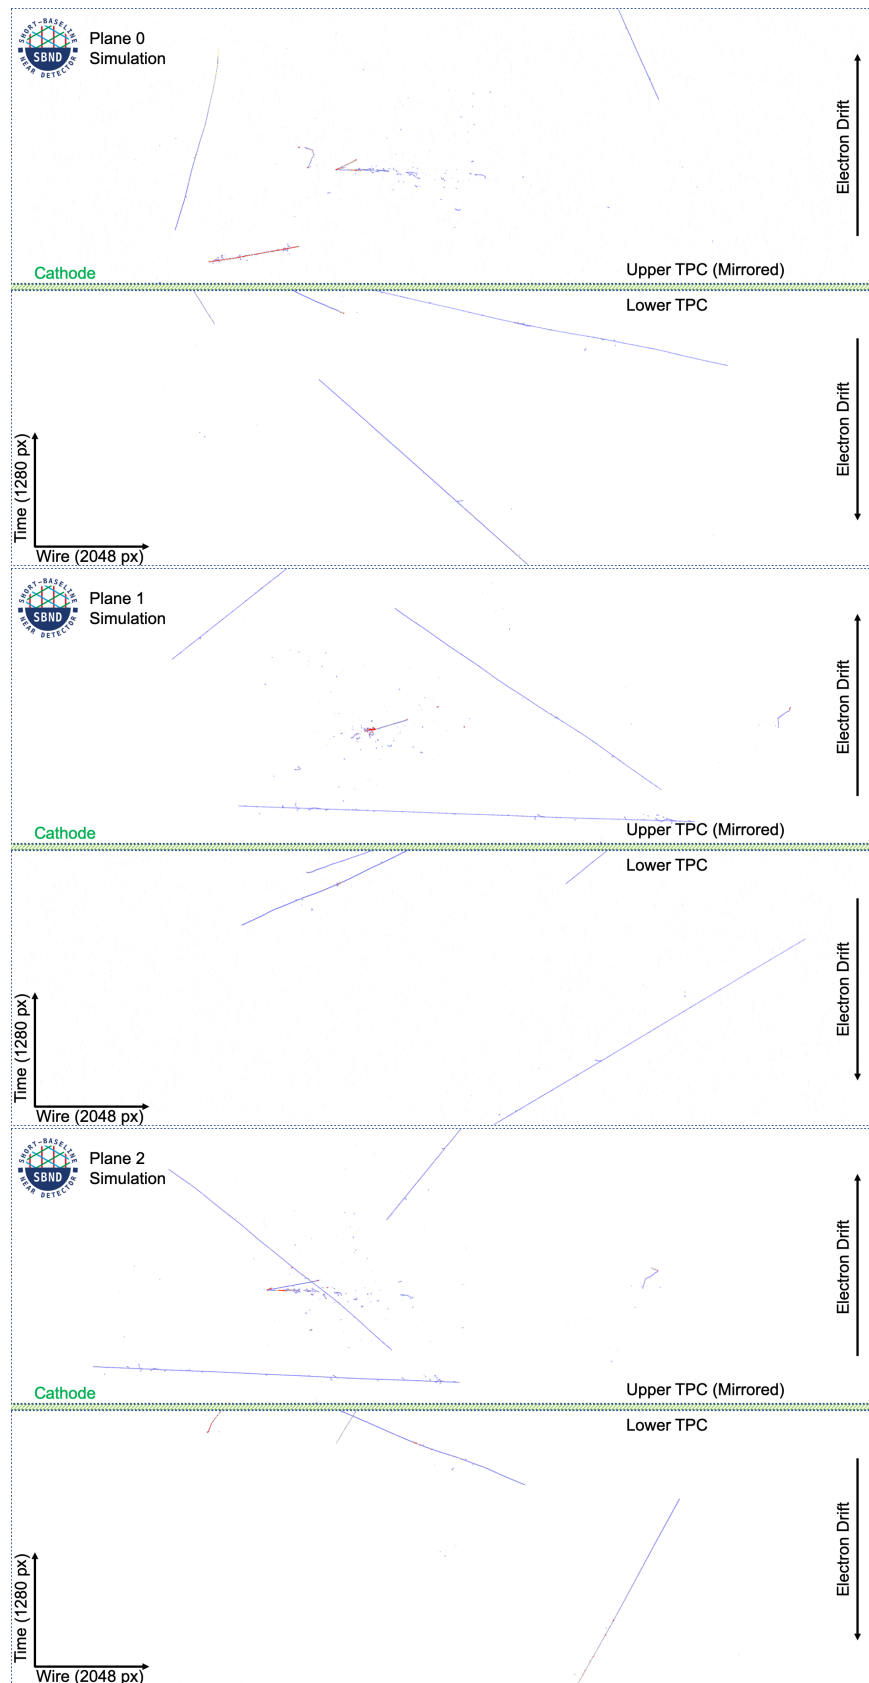 SHORT-BASELINE
SBND
NEAR DETECTOR
Plane 0
Simulation
Electron Drift
Cathode
Upper TPC (Mirrored)
Lower TPC
Electron Drift
Time (1280 px)
Wire (2048 px)
SHORT-BASELINE
SBND
NEAR DETECTOR
Plane 1
Simulation
Electron Drift
Cathode
Upper TPC (Mirrored)
Lower TPC
Electron Drift
Time (1280 px)
Wire (2048 px)
SHORT-BASELINE
SBND
NEAR DETECTOR
Plane 2
Simulation
Electron Drift
Cathode
Upper TPC (Mirrored)
Lower TPC
Electron Drift
Time (1280 px)
Wire (2048 px)